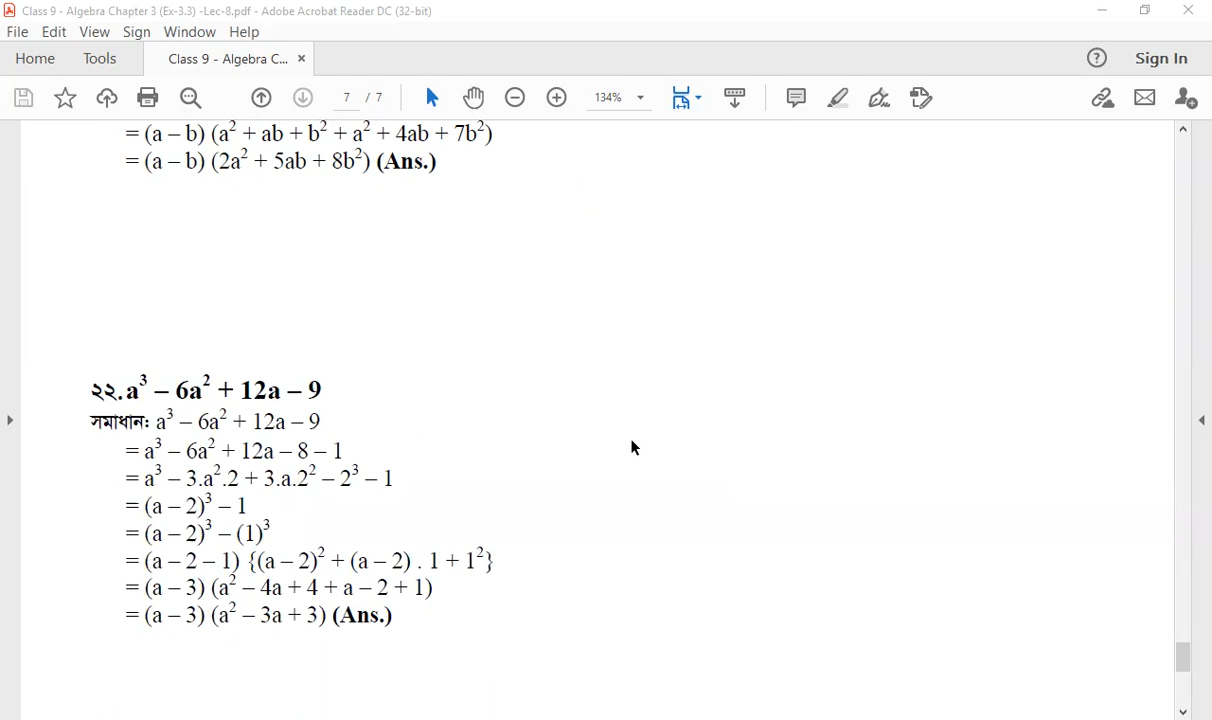 Class 9 - Algebra Chapter 3 (Ex-3.3) -Lec-8.pdf - Adobe Acrobat Reader DC (32-bit)
File Edit View Sign Window Help
Home Tools Class 9 - Algebra C... × Sign In
7 / 7 134%
= (a – b) (a² + ab + b² + a² + 4ab + 7b²)
= (a – b) (2a² + 5ab + 8b²) (Ans.)
২২. a³ – 6a² + 12a – 9
সমাধান: a³ – 6a² + 12a – 9
= a³ – 6a² + 12a – 8 – 1
= a³ – 3.a².2 + 3.a.2² – 2³ – 1
= (a – 2)³ – 1
= (a – 2)³ – (1)³
= (a – 2 – 1) {(a – 2)² + (a – 2) . 1 + 1²}
= (a – 3) (a² – 4a + 4 + a – 2 + 1)
= (a – 3) (a² – 3a + 3) (Ans.)